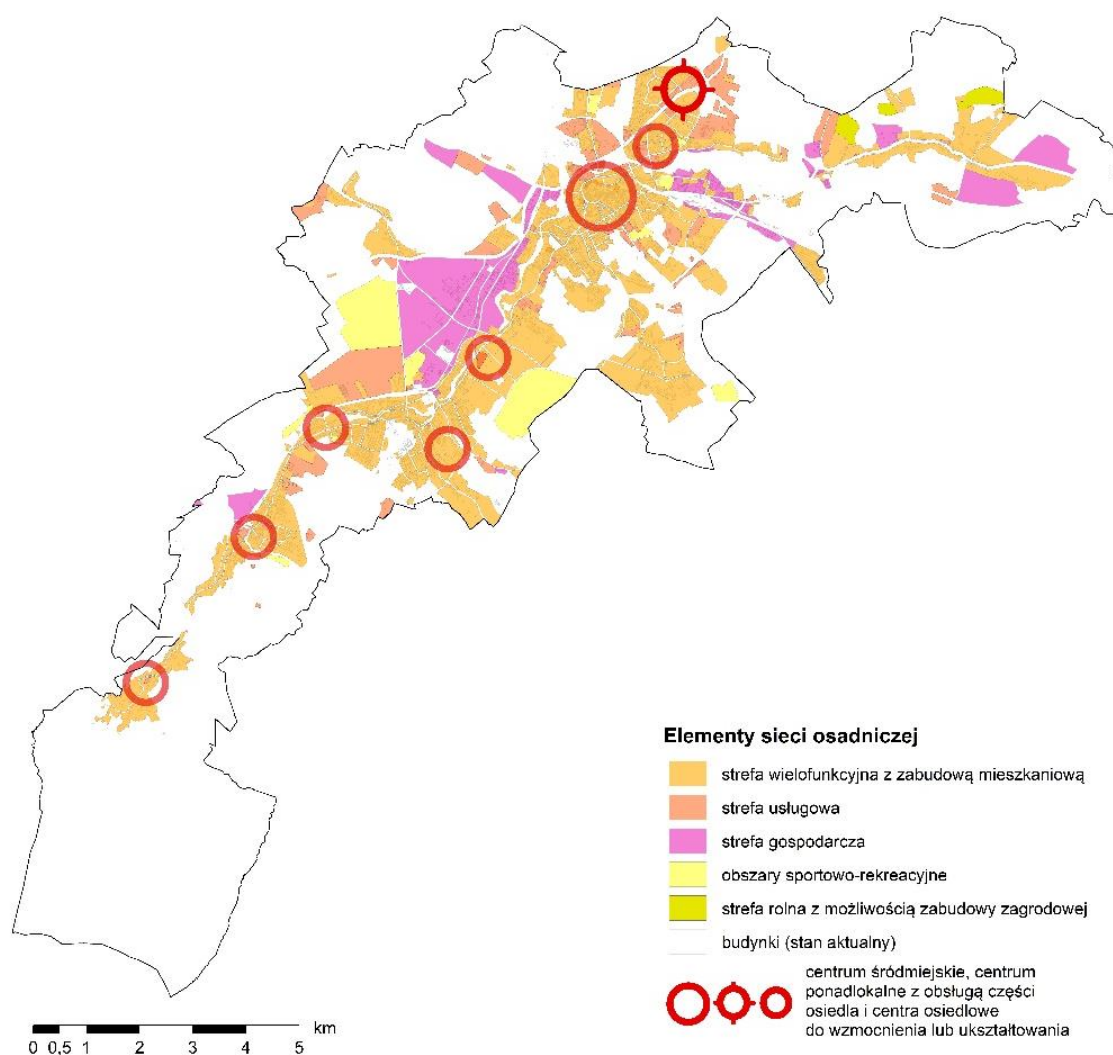 Elementy sieci osadniczej
strefa wielofunkcyjna z zabudową mieszkaniową
strefa usługowa
strefa gospodarcza
obszary sportowo-rekreacyjne
strefa rolna z możliwością zabudowy zagrodowej
budynki (stan aktualny)
centrum śródmiejskie, centrum
ponadlokalne z obsługą części
osiedla i centra osiedlowe
do wzmocnienia lub ukształtowania
km
0 0,5 1 2 3 4 5